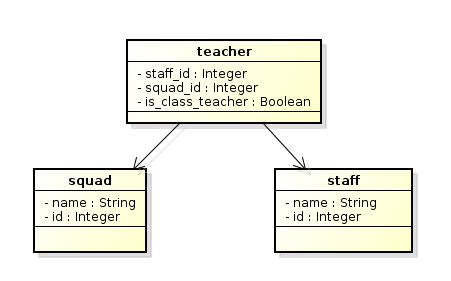 teacher
- staff_id : Integer
- squad_id : Integer
- is_class_teacher : Boolean
squad
- name : String
- id : Integer
staff
- name : String
- id : Integer